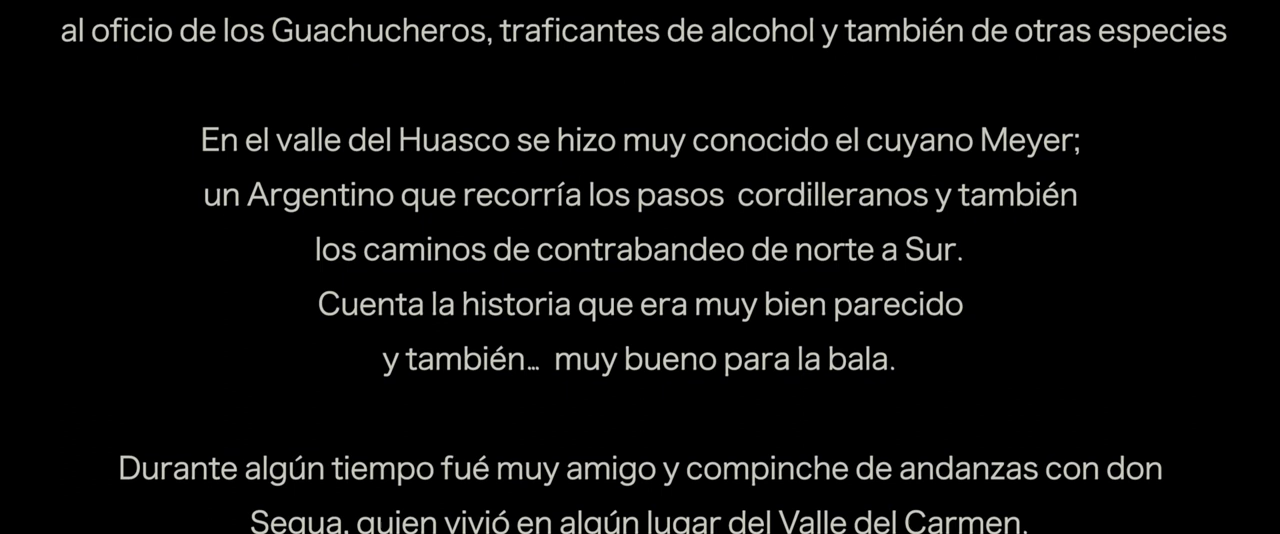 al oficio de los Guachucheros, traficantes de alcohol y también de otras especies
En el valle del Huasco se hizo muy conocido el cuyano Meyer;
un Argentino que recorría los pasos  cordilleranos y también
los caminos de contrabandeo de norte a Sur.
Cuenta la historia que era muy bien parecido
y también...  muy bueno para la bala.
Durante algún tiempo fué muy amigo y compinche de andanzas con don
Segua, quien vivió en algún lugar del Valle del Carmen.